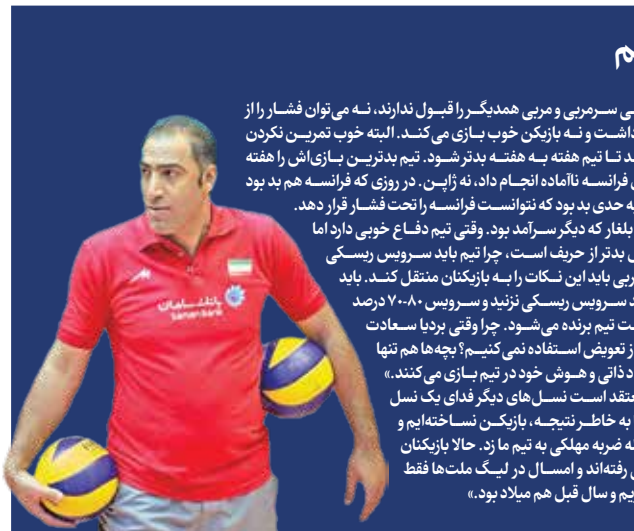 سرمربی و مربی همدیگر را قبول ندارند، نه می‌توان فشار را از
داشت و نه بازیکن خوب بازی می‌کند. البته خوب تمرین نکردن
تا تیم هفته به هفته بدتر شود. تیم بدترین بازی‌اش را هفته
فرانسه ناآماده انجام داد، نه ژاپن. در روزی که فرانسه هم بد بود
حدی بد بود که نتوانست فرانسه را تحت فشار قرار دهد.
بلغار که دیگر سرآمد بود. وقتی تیم دفاع خوبی دارد اما
بدتر از حریف است، چرا تیم باید سرویس ریسکی
باید این نکات را به بازیکنان منتقل کند. باید
سرویس ریسکی نزنید و سرویس ۸۰-۷۰ درصد
تیم برنده می‌شود. چرا وقتی بردیا سعادت
از تعویض استفاده نمی‌کنیم؟ بچه‌ها هم تنها
ذاتی و هوش خود در تیم بازی می‌کنند.»
است نسل‌های دیگر فدای یک نسل
به خاطر نتیجه، بازیکن نساخته‌ایم و
ضربه مهلکی به تیم ما زد. حالا بازیکنان
رفته‌اند و امسال در لیگ ملت‌ها فقط
و سال قبل هم میلاد بود.»
بانک سامان
saman bank